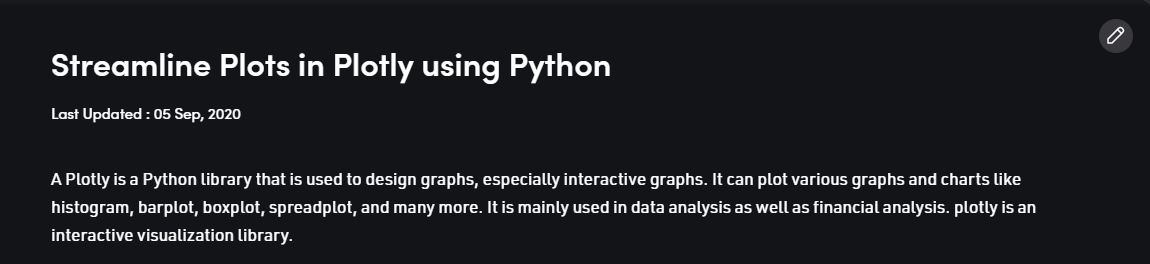 Streamline Plots in Plotly using Python
Last Updated : 05 Sep, 2020
A Plotly is a Python library that is used to design graphs, especially interactive graphs. It can plot various graphs and charts like
histogram, barplot, boxplot, spreadplot, and many more. It is mainly used in data analysis as well as financial analysis. plotly is an
interactive visualization library.